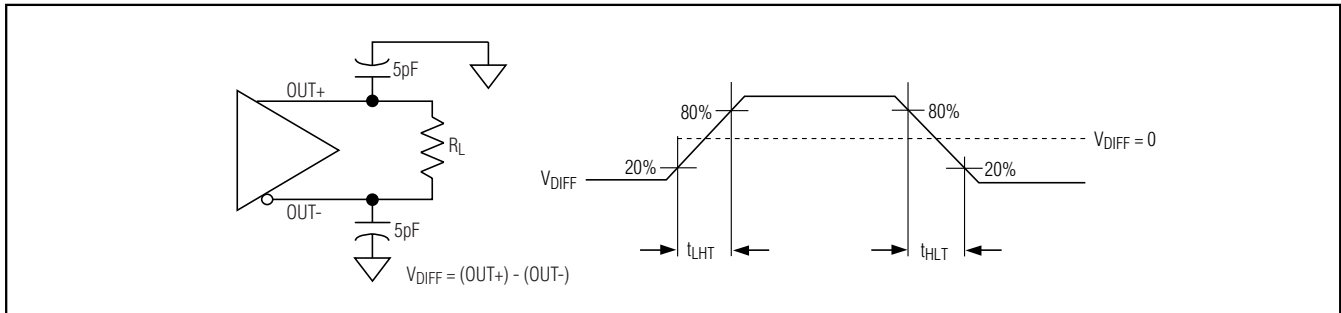 5pF
OUT+
R_L
OUT-
5pF
V_DIFF = (OUT+) - (OUT-)
80%
80%
V_DIFF = 0
20%
20%
V_DIFF
t_LHT
t_HLT